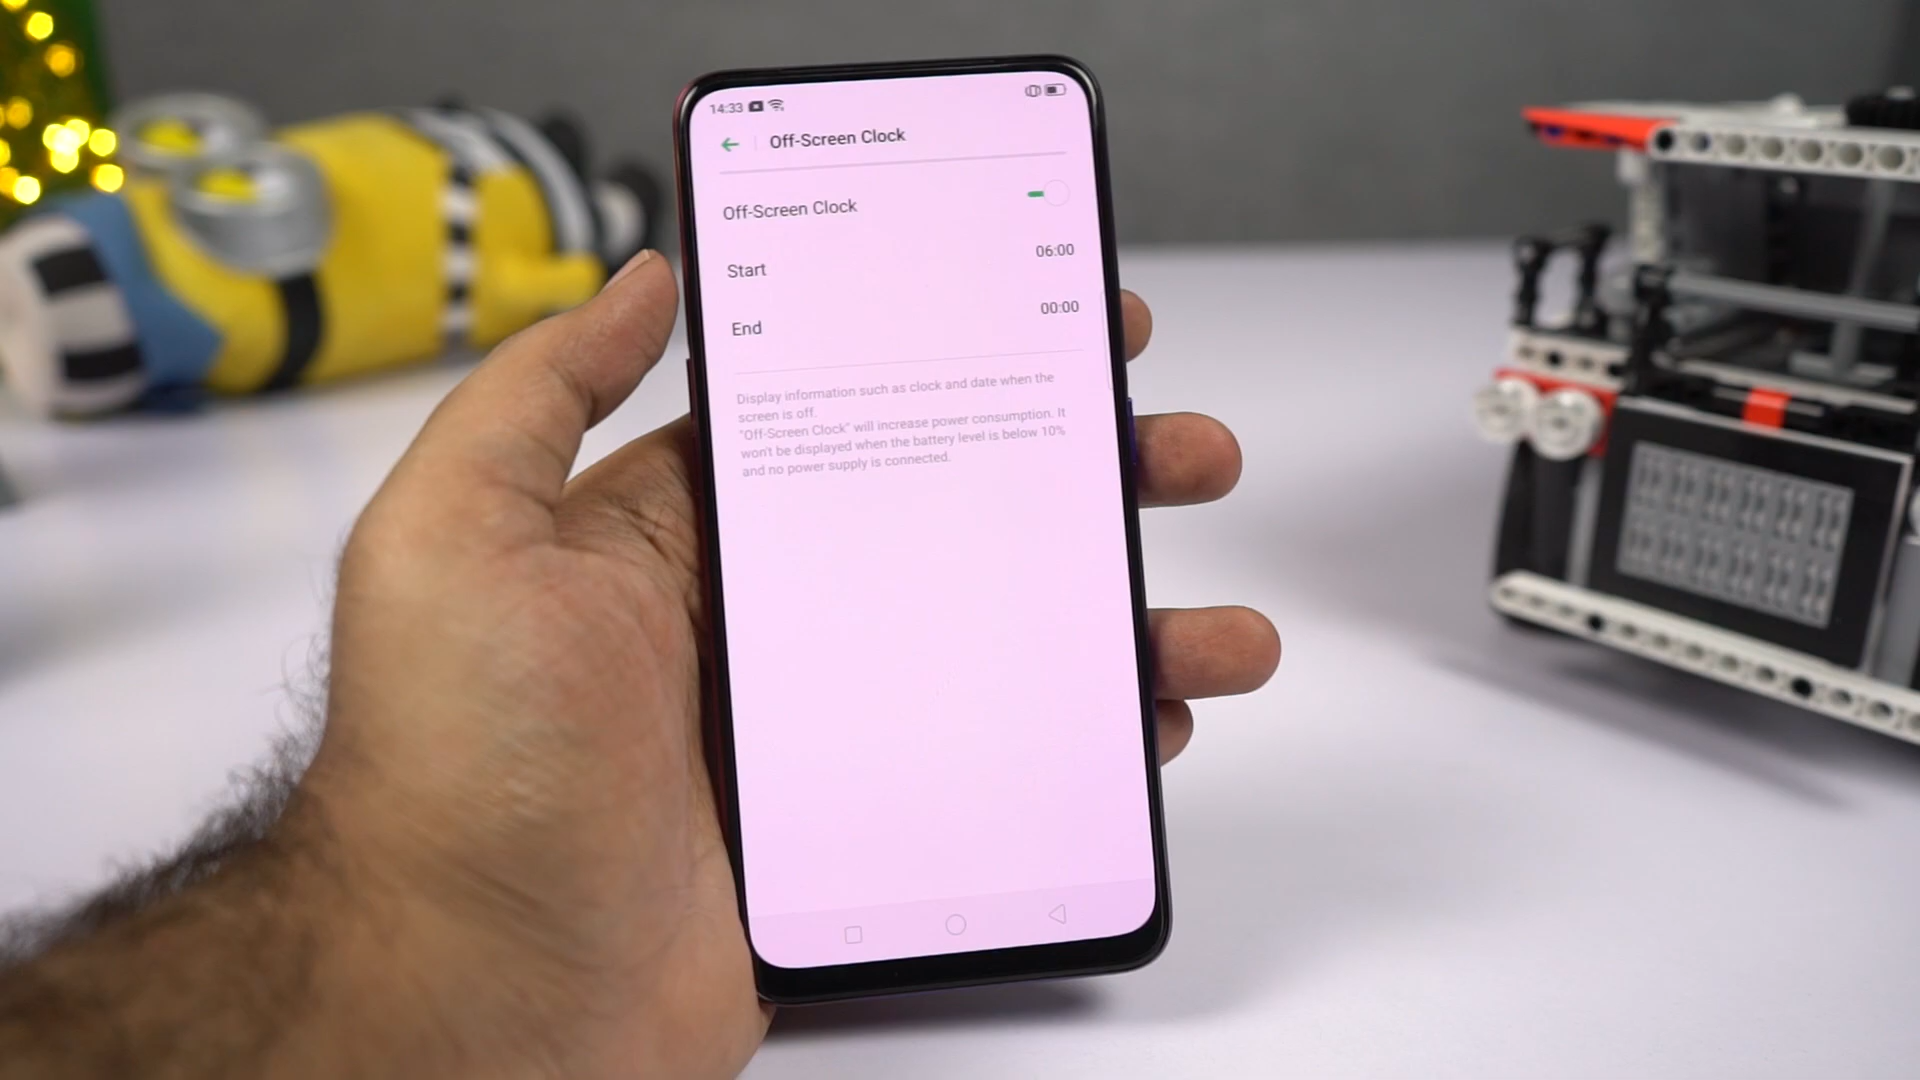 14:33
Off-Screen Clock
Off-Screen Clock
Start 06:00
End 00:00
Display information such as clock and date when the
screen is off.
"Off-Screen Clock" will increase power consumption. It
won't be displayed when the battery level is below 10%
and no power supply is connected.